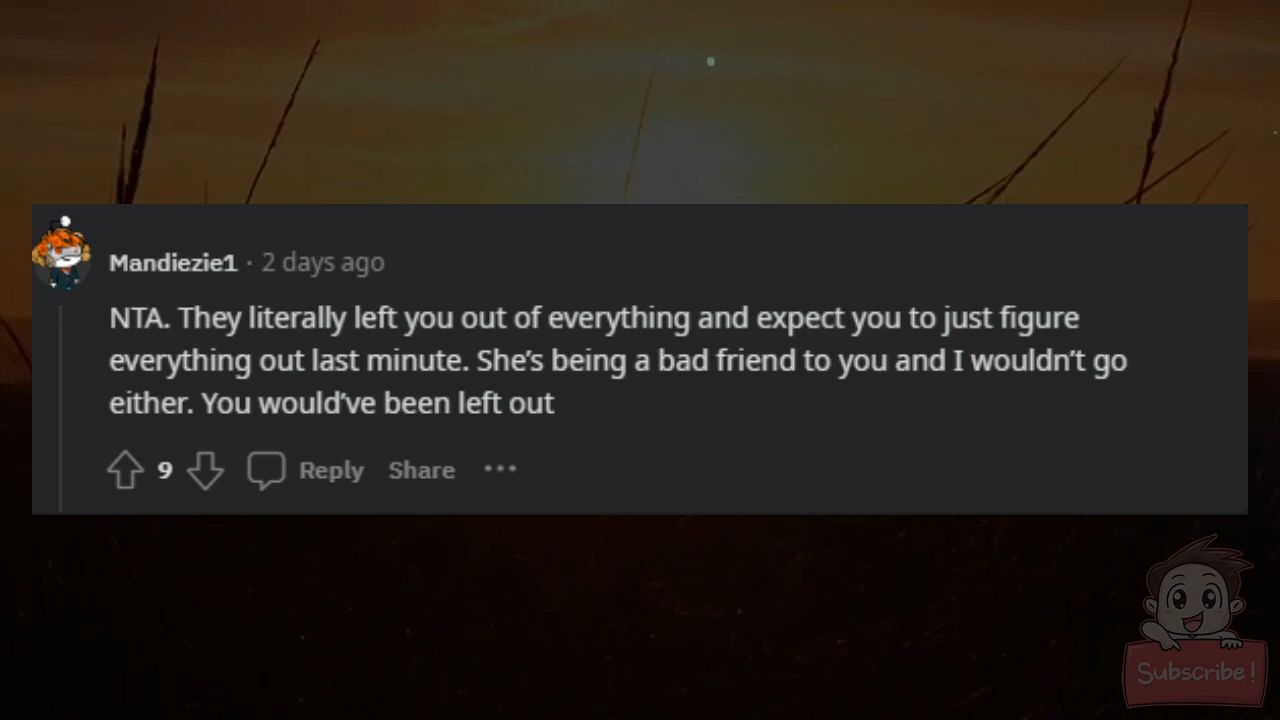 Mandiezie1 · 2 days ago
NTA. They literally left you out of everything and expect you to just figure
everything out last minute. She’s being a bad friend to you and I wouldn’t go
either. You would’ve been left out
9 Reply Share •••
Subscribe!